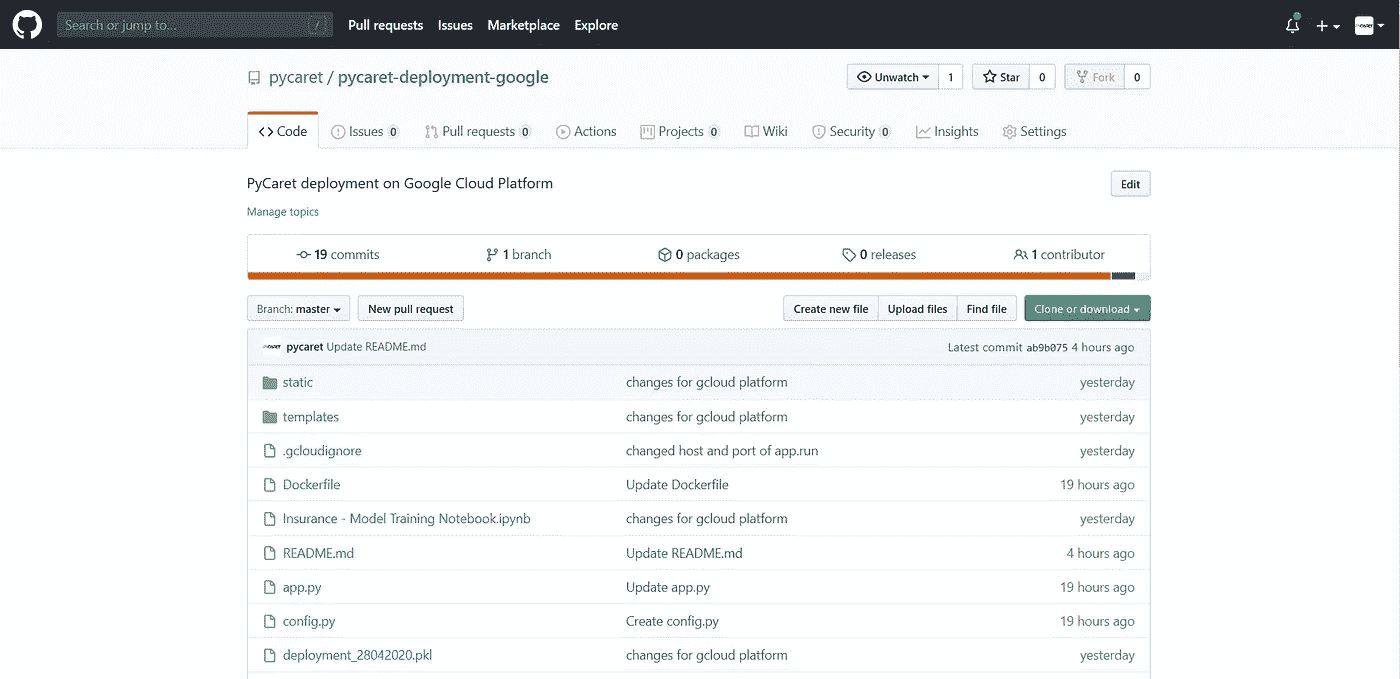 Search or jump to... /
Pull requests Issues Marketplace Explore
pycaret / pycaret-deployment-google
Unwatch 1 Star 0 Fork 0
Code Issues 0 Pull requests 0 Actions Projects 0 Wiki Security 0 Insights Settings
PyCaret deployment on Google Cloud Platform
Edit
Manage topics
19 commits 1 branch 0 packages 0 releases 1 contributor
Branch: master New pull request Create new file Upload files Find file Clone or download
pycaret Update README.md Latest commit ab9b075 4 hours ago
static changes for gcloud platform yesterday
templates changes for gcloud platform yesterday
.gcloudignore changed host and port of app.run yesterday
Dockerfile Update Dockerfile 19 hours ago
Insurance - Model Training Notebook.ipynb changes for gcloud platform yesterday
README.md Update README.md 4 hours ago
app.py Update app.py 19 hours ago
config.py Create config.py 19 hours ago
deployment_28042020.pkl changes for gcloud platform yesterday